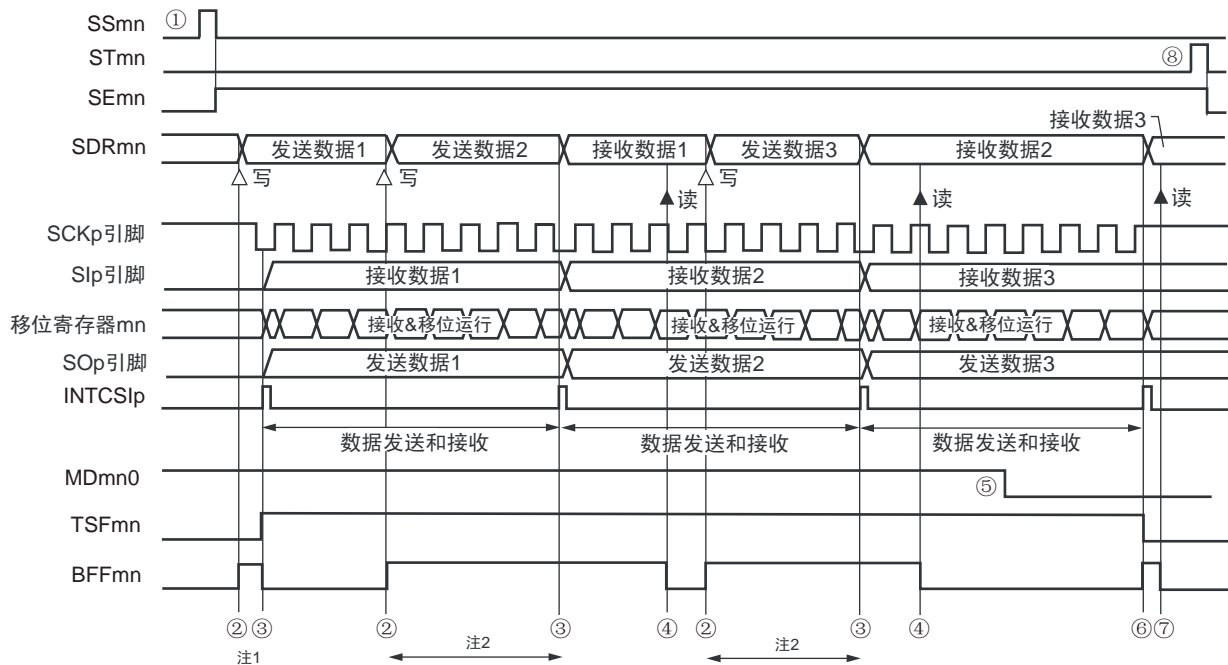 SSmn ①
STmn ⑧
SEmn
接收数据3
SDRmn 发送数据1 发送数据2 接收数据1 发送数据3 接收数据2
写 写 读 写 读 读
SCKp引脚
SIp引脚 接收数据1 接收数据2 接收数据3
移位寄存器mn 接收&移位运行 接收&移位运行 接收&移位运行
SOp引脚 发送数据1 发送数据2 发送数据3
INTCSIp
数据发送和接收 数据发送和接收 数据发送和接收
MDmn0 ⑤
TSFmn
BFFmn
② ③ ② ③ ④ ② ③ ④ ⑥ ⑦
注1 注2 注2